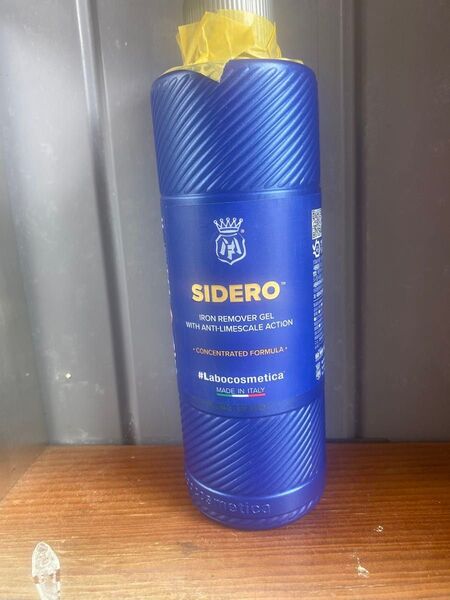 SIDERO™
IRON REMOVER GEL
WITH ANTI-LIMESCALE ACTION
• CONCENTRATED FORMULA •
#Labocosmetica
MADE IN ITALY